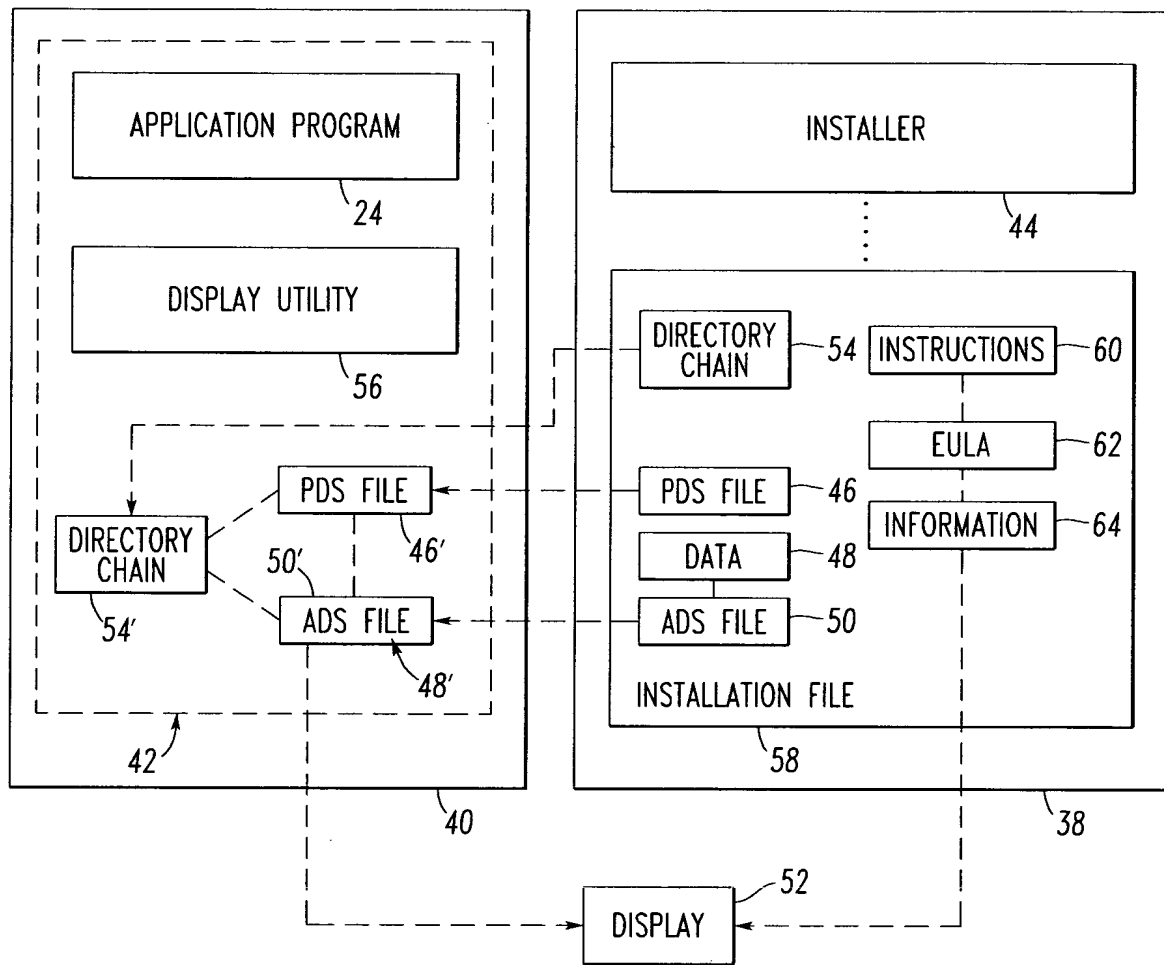 APPLICATION PROGRAM
24
DISPLAY UTILITY
56
DIRECTORY
CHAIN
54'
PDS FILE
46'
50'
ADS FILE
48'
42
40
INSTALLER
44
DIRECTORY
CHAIN
54
INSTRUCTIONS
60
EULA
62
PDS FILE
46
INFORMATION
64
DATA
48
ADS FILE
50
INSTALLATION FILE
58
38
DISPLAY
52